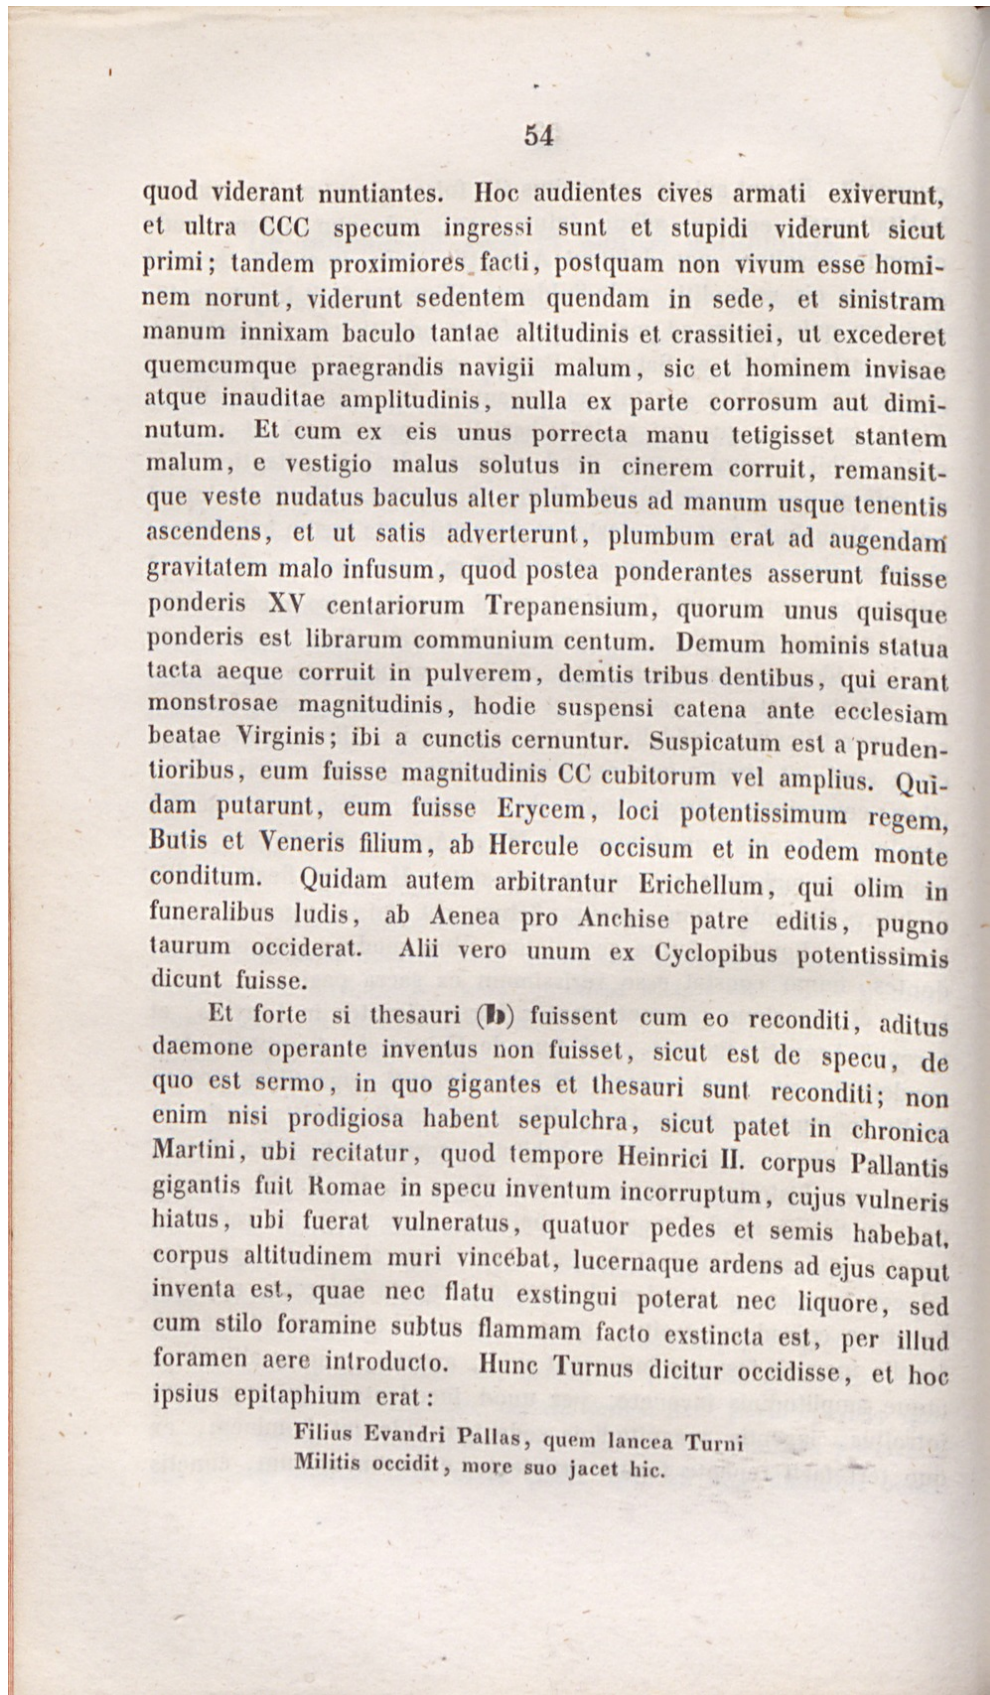 54
quod viderant nuntiantes. Hoc audientes cives armati exiverunt,
et ultra CCC specum ingressi sunt et stupidi viderunt sicut
primi; tandem proximiores facti, postquam non vivum esse homi-
nem norunt, viderunt sedentem quendam in sede, et sinistram
manum innixam baculo tantae altitudinis et crassitiei, ut excederet
quemcumque praegrandis navigii malum, sic et hominem invisae
atque inauditae amplitudinis, nulla ex parte corrosum aut dimi-
nutum. Et cum ex eis unus porrecta manu tetigisset stantem
malum, e vestigio malus solutus in cinerem corruit, remansit-
que veste nudatus baculus alter plumbeus ad manum usque tenentis
ascendens, et ut satis adverterunt, plumbum erat ad augendam
gravitatem malo infusum, quod postea ponderantes asserunt fuisse
ponderis XV centariorum Trepanensium, quorum unus quisque
ponderis est librarum communium centum. Demum hominis statua
tacta aeque corruit in pulverem, demtis tribus dentibus, qui erant
monstrosae magnitudinis, hodie suspensi catena ante ecclesiam
beatae Virginis; ibi a cunctis cernuntur. Suspicatum est a pruden-
tioribus, eum fuisse magnitudinis CC cubitorum vel amplius. Qui-
dam putarunt, eum fuisse Erycem, loci potentissimum regem,
Butis et Veneris filium, ab Hercule occisum et in eodem monte
conditum. Quidam autem arbitrantur Erichellum, qui olim in
funeralibus ludis, ab Aenea pro Anchise patre editis, pugno
taurum occiderat. Alii vero unum ex Cyclopibus potentissimis
dicunt fuisse.
Et forte si thesauri (b) fuissent cum eo reconditi, aditus
daemone operante inventus non fuisset, sicut est de specu, de
quo est sermo, in quo gigantes et thesauri sunt reconditi; non
enim nisi prodigiosa habent sepulchra, sicut patet in chronica
Martini, ubi recitatur, quod tempore Heinrici II. corpus Pallantis
gigantis fuit Romae in specu inventum incorruptum, cujus vulneris
hiatus, ubi fuerat vulneratus, quatuor pedes et semis habebat,
corpus altitudinem muri vincebat, lucernaque ardens ad ejus caput
inventa est, quae nec flatu exstingui poterat nec liquore, sed
cum stilo foramine subtus flammam facto exstincta est, per illud
foramen aere introducto. Hunc Turnus dicitur occidisse, et hoc
ipsius epitaphium erat:
Filius Evandri Pallas, quem lancea Turni
Militis occidit, more suo jacet hic.